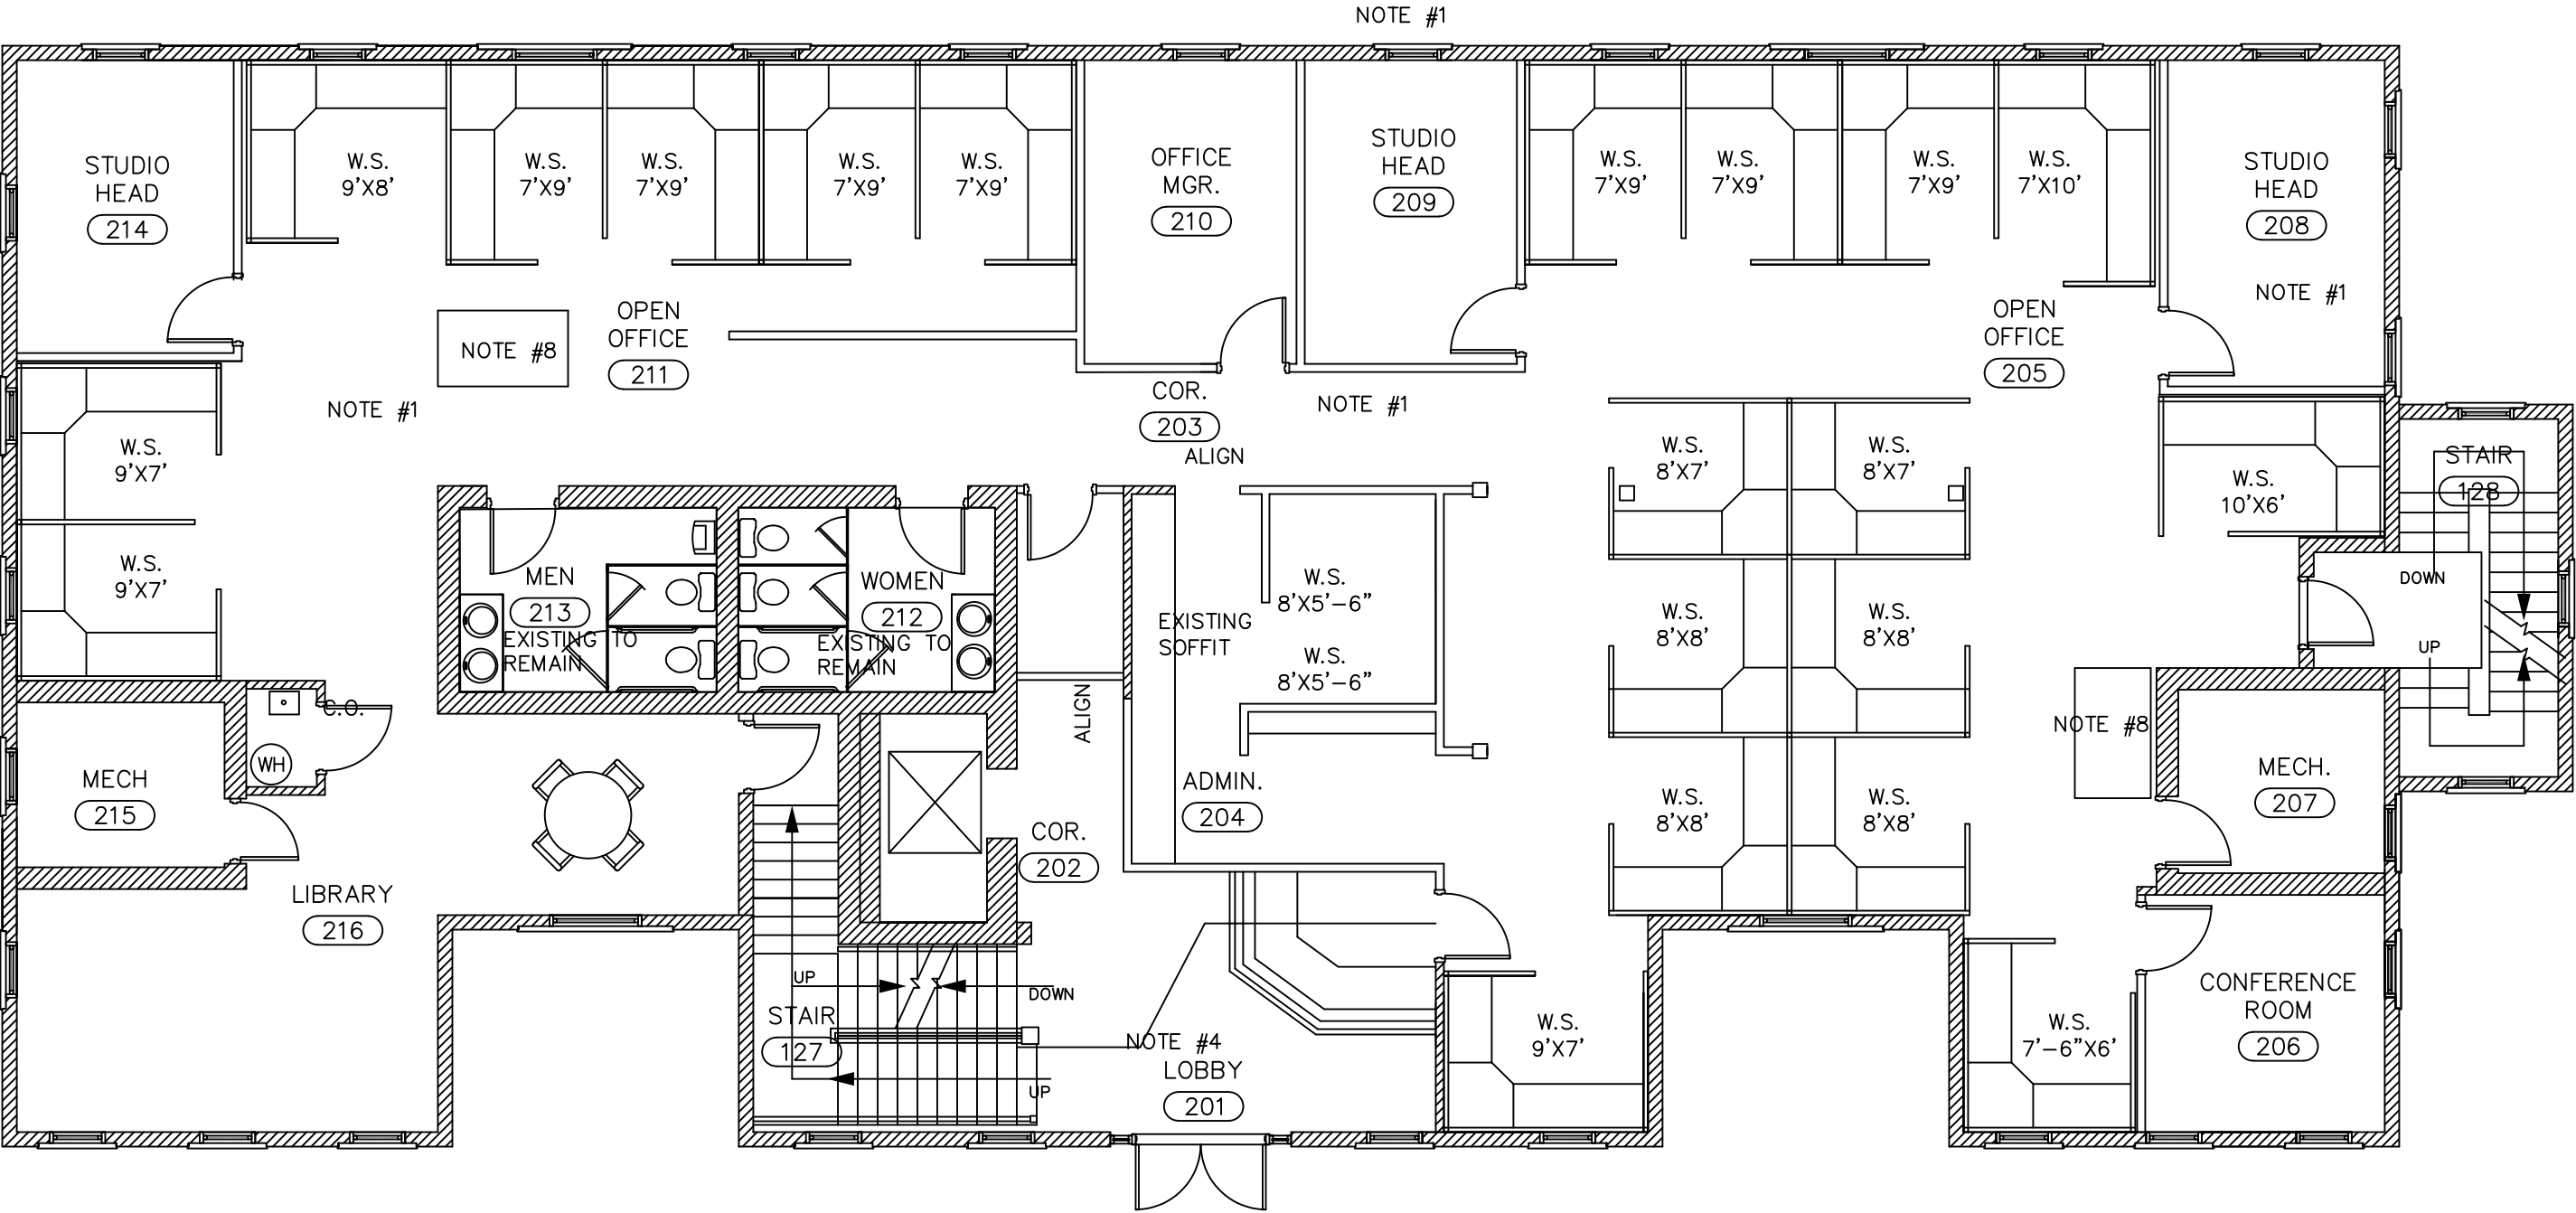 NOTE #1
STUDIO
HEAD
214
W.S.
9'X8'
W.S.
7'X9'
W.S.
7'X9'
W.S.
7'X9'
W.S.
7'X9'
OFFICE
MGR.
210
STUDIO
HEAD
209
W.S.
7'X9'
W.S.
7'X9'
W.S.
7'X9'
W.S.
7'X10'
STUDIO
HEAD
208
NOTE #1
NOTE #8
OPEN
OFFICE
211
OPEN
OFFICE
205
NOTE #1
COR.
203
ALIGN
NOTE #1
W.S.
9'X7'
W.S.
9'X7'
W.S.
8'X7'
W.S.
8'X7'
W.S.
10'X6'
STAIR
128
DOWN
UP
MEN
213
EXISTING TO
REMAIN
WOMEN
212
EXISTING TO
REMAIN
EXISTING
SOFFIT
W.S.
8'X5'-6"
W.S.
8'X5'-6"
W.S.
8'X8'
W.S.
8'X8'
C.O.
WH
MECH
215
ALIGN
ADMIN.
204
W.S.
8'X8'
W.S.
8'X8'
NOTE #8
MECH.
207
COR.
202
LIBRARY
216
UP
DOWN
STAIR
127
UP
NOTE #4
LOBBY
201
W.S.
9'X7'
W.S.
7'-6"X6'
CONFERENCE
ROOM
206